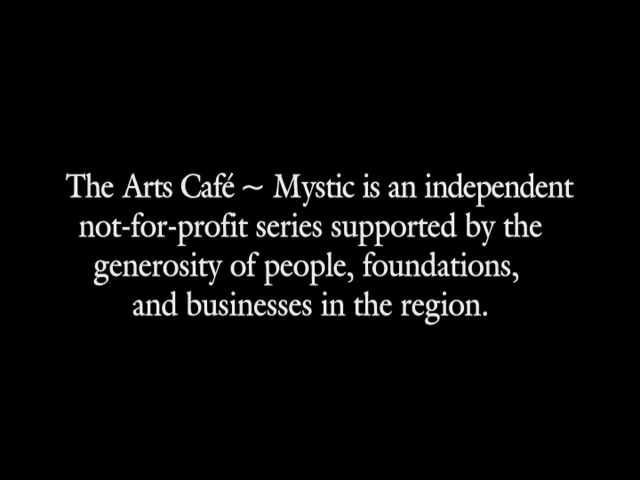 The Arts Café ~ Mystic is an independent
not-for-profit series supported by the
generosity of people, foundations,
and businesses in the region.